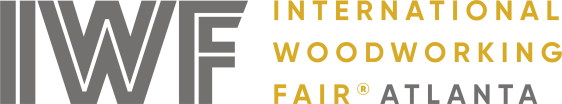 IWF
INTERNATIONAL
WOODWORKING
FAIR® ATLANTA